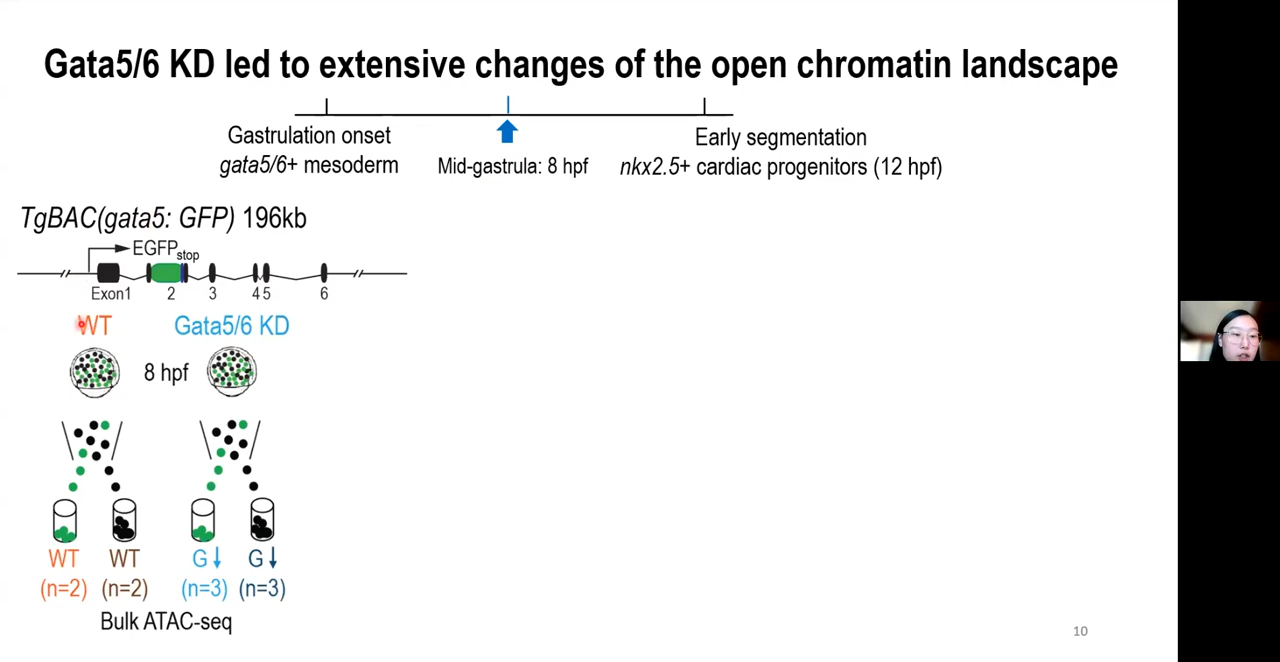 Gata5/6 KD led to extensive changes of the open chromatin landscape
Gastrulation onset
gata5/6+ mesoderm
Mid-gastrula: 8 hpf
Early segmentation
nkx2.5+ cardiac progenitors (12 hpf)
TgBAC(gata5: GFP) 196kb
EGFPstop
Exon1 2 3 4 5 6
WT Gata5/6 KD
8 hpf
WT WT G↓ G↓
(n=2) (n=2) (n=3) (n=3)
Bulk ATAC-seq
10